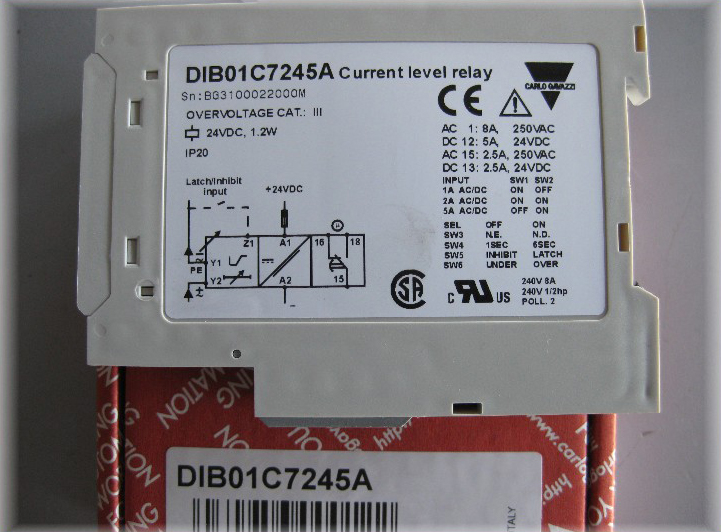 DIB01C7245A Current level relay
CARLO GAVAZZI
Sn:BG3100022000M
OVERVOLTAGE CAT.: III
24VDC, 1.2W
IP20
CE
AC 1: 8A, 250VAC
DC 12: 5A, 24VDC
AC 15: 2.5A, 250VAC
DC 13: 2.5A, 24VDC
INPUT SW1 SW2
1A AC/DC ON OFF
2A AC/DC ON ON
5A AC/DC OFF ON
SEL OFF ON
SW3 N.E. N.D.
SW4 1SEC 6SEC
SW5 INHIBIT LATCH
SW6 UNDER OVER
Latch/Inhibit
input
+24VDC
Z1 A1 16 18
Y1
PE
Y2 A2 15
-
SA
C US
240V 8A
240V 1/2hp
POLL. 2
DIB01C7245A
ITALY